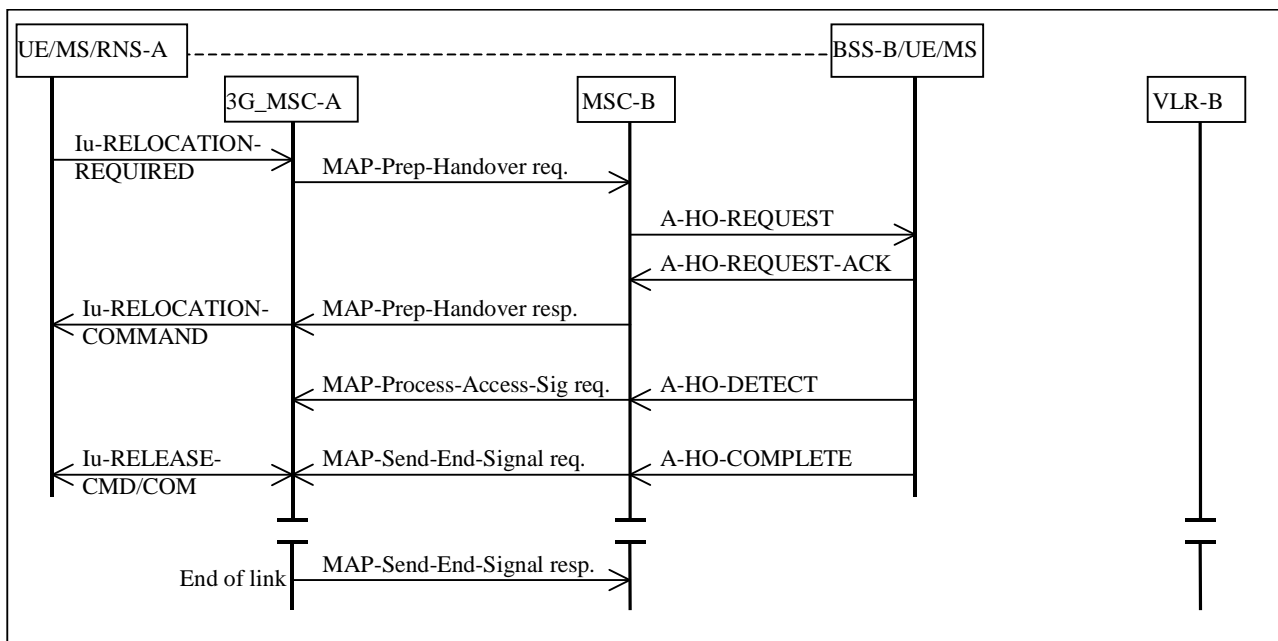 UE/MS/RNS-A
BSS-B/UE/MS
3G_MSC-A
MSC-B
VLR-B
Iu-RELOCATION-
REQUIRED
MAP-Prep-Handover req.
A-HO-REQUEST
A-HO-REQUEST-ACK
Iu-RELOCATION-
COMMAND
MAP-Prep-Handover resp.
MAP-Process-Access-Sig req.
A-HO-DETECT
Iu-RELEASE-
CMD/COM
MAP-Send-End-Signal req.
A-HO-COMPLETE
End of link
MAP-Send-End-Signal resp.